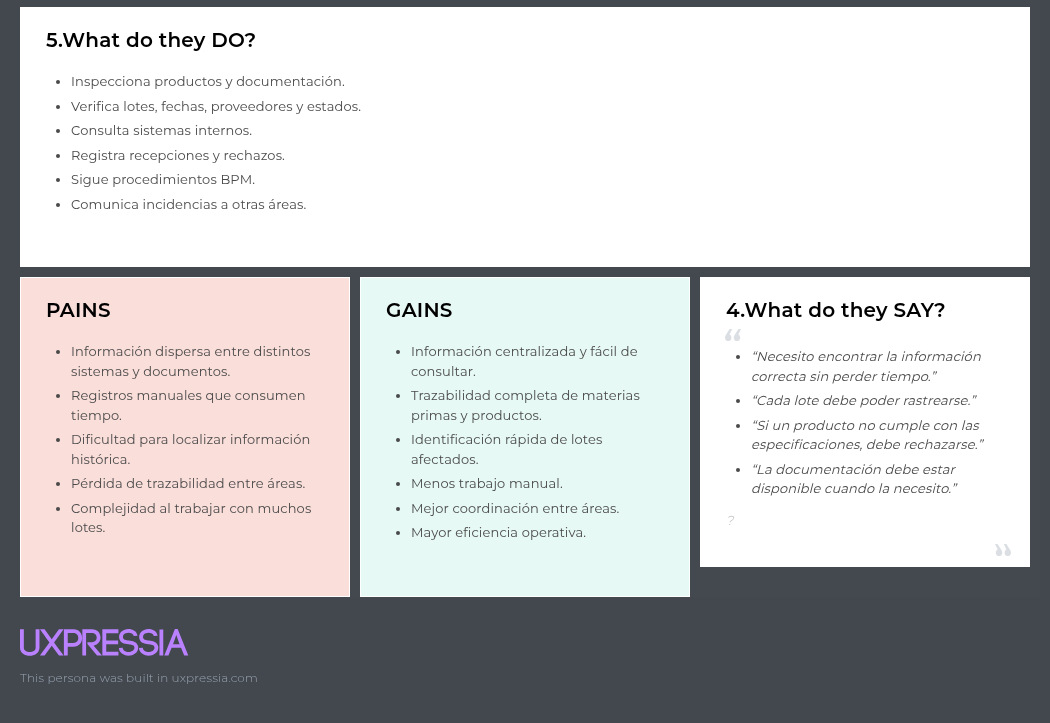 5.What do they DO?
• Inspecciona productos y documentación.
• Verifica lotes, fechas, proveedores y estados.
• Consulta sistemas internos.
• Registra recepciones y rechazos.
• Sigue procedimientos BPM.
• Comunica incidencias a otras áreas.
PAINS
• Información dispersa entre distintos
sistemas y documentos.
• Registros manuales que consumen
tiempo.
• Dificultad para localizar información
histórica.
• Pérdida de trazabilidad entre áreas.
• Complejidad al trabajar con muchos
lotes.
GAINS
• Información centralizada y fácil de
consultar.
• Trazabilidad completa de materias
primas y productos.
• Identificación rápida de lotes
afectados.
• Menos trabajo manual.
• Mejor coordinación entre áreas.
• Mayor eficiencia operativa.
4.What do they SAY?
“
• “Necesito encontrar la información
correcta sin perder tiempo.”
• “Cada lote debe poder rastrearse.”
• “Si un producto no cumple con las
especificaciones, debe rechazarse.”
• “La documentación debe estar
disponible cuando la necesito.”
?
”
UXPRESSIA
This persona was built in uxpressia.com